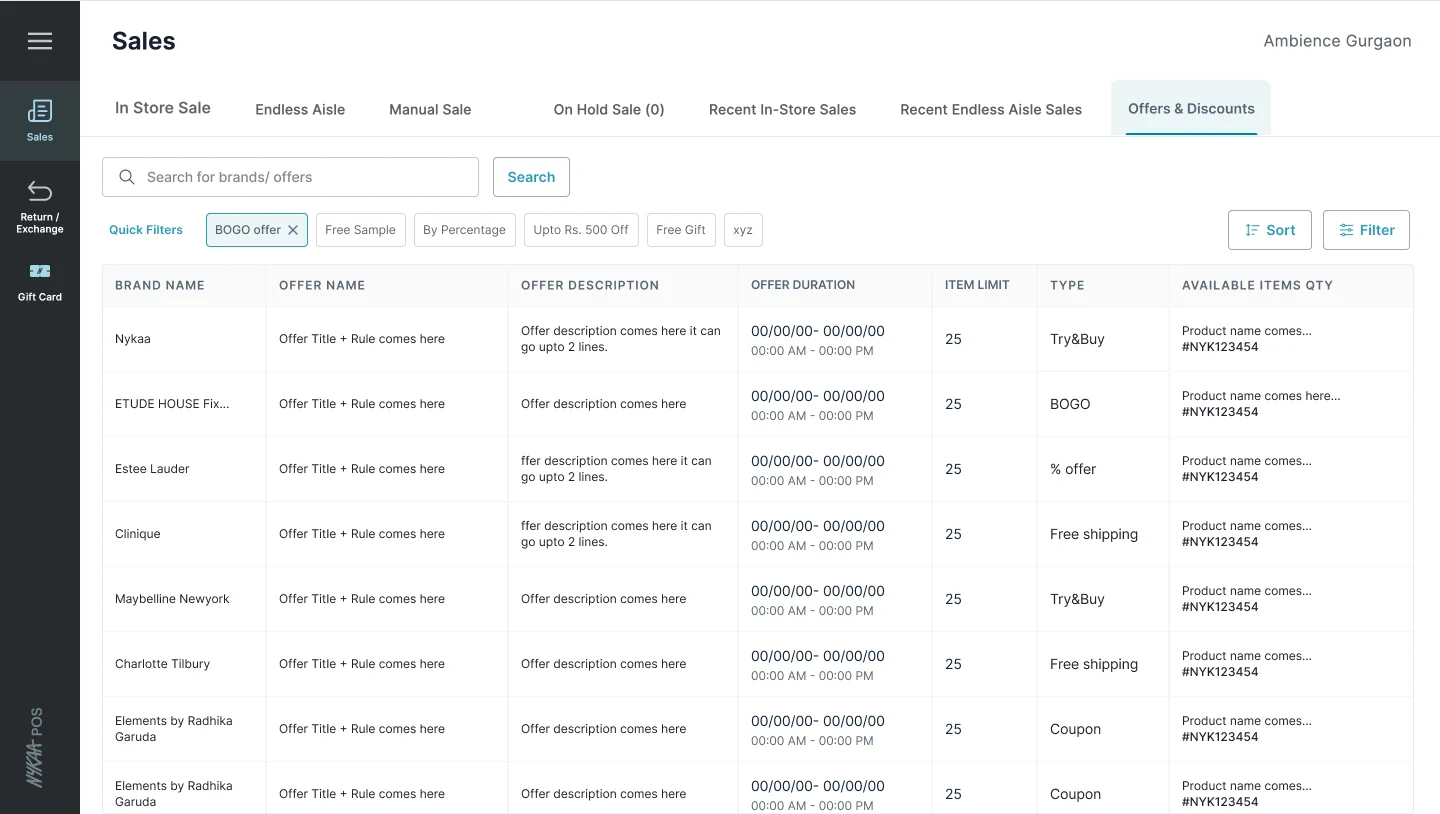 Sales
Ambience Gurgaon
Sales
Return /
Exchange
Gift Card
NYKAA POS
In Store Sale
Endless Aisle
Manual Sale
On Hold Sale (0)
Recent In-Store Sales
Recent Endless Aisle Sales
Offers & Discounts
Search for brands/ offers
Search
Quick Filters
BOGO offer
Free Sample
By Percentage
Upto Rs. 500 Off
Free Gift
xyz
Sort
Filter
BRAND NAME
OFFER NAME
OFFER DESCRIPTION
OFFER DURATION
ITEM LIMIT
TYPE
AVAILABLE ITEMS QTY
Nykaa
Offer Title + Rule comes here
Offer description comes here it can
go upto 2 lines.
00/00/00- 00/00/00
00:00 AM - 00:00 PM
25
Try&Buy
Product name comes...
#NYK123454
ETUDE HOUSE Fix...
Offer Title + Rule comes here
Offer description comes here
00/00/00- 00/00/00
00:00 AM - 00:00 PM
25
BOGO
Product name comes here...
#NYK123454
Estee Lauder
Offer Title + Rule comes here
ffer description comes here it can
go upto 2 lines.
00/00/00- 00/00/00
00:00 AM - 00:00 PM
25
% offer
Product name comes...
#NYK123454
Clinique
Offer Title + Rule comes here
ffer description comes here it can
go upto 2 lines.
00/00/00- 00/00/00
00:00 AM - 00:00 PM
25
Free shipping
Product name comes...
#NYK123454
Maybelline Newyork
Offer Title + Rule comes here
Offer description comes here
00/00/00- 00/00/00
00:00 AM - 00:00 PM
25
Try&Buy
Product name comes...
#NYK123454
Charlotte Tilbury
Offer Title + Rule comes here
Offer description comes here
00/00/00- 00/00/00
00:00 AM - 00:00 PM
25
Free shipping
Product name comes...
#NYK123454
Elements by Radhika
Garuda
Offer Title + Rule comes here
Offer description comes here
00/00/00- 00/00/00
00:00 AM - 00:00 PM
25
Coupon
Product name comes...
#NYK123454
Elements by Radhika
Garuda
Offer Title + Rule comes here
Offer description comes here
00/00/00- 00/00/00
00:00 AM - 00:00 PM
25
Coupon
Product name comes...
#NYK123454